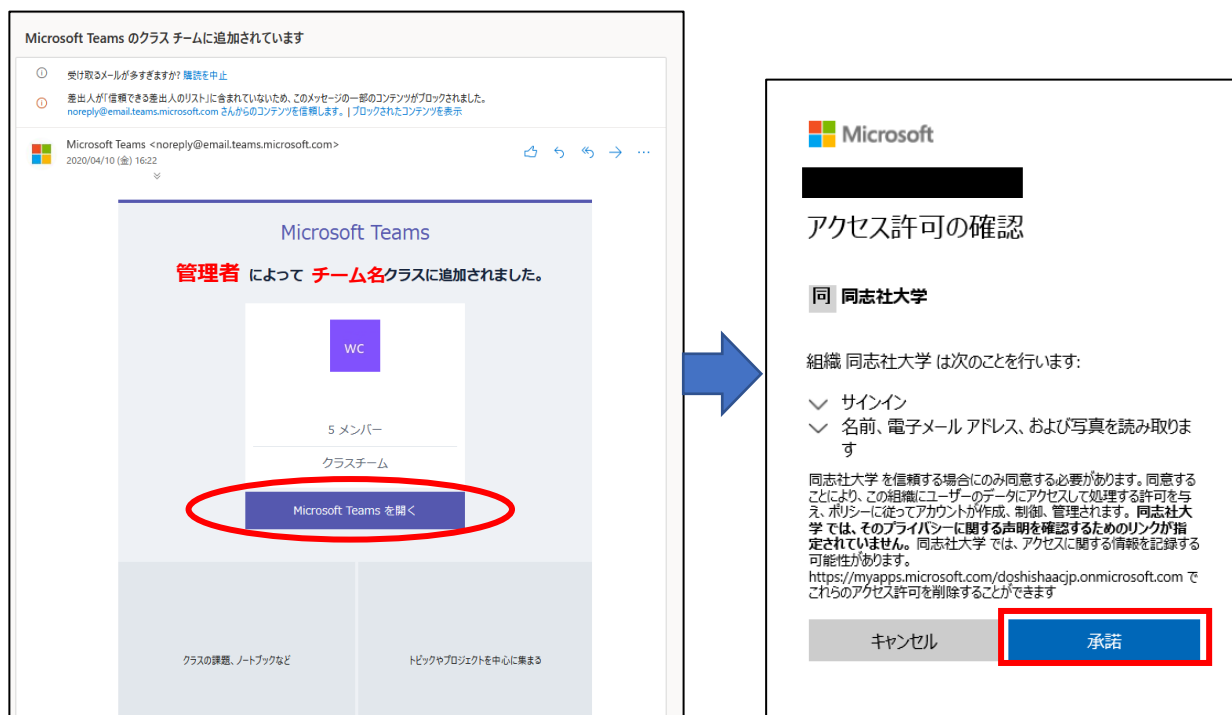 Microsoft Teams のクラス チームに追加されています
受け取るメールが多すぎますか? 購読を中止
差出人が「信頼できる差出人のリスト」に含まれていないため、このメッセージの一部のコンテンツがブロックされました。
noreply@email.teams.microsoft.com さんからのコンテンツを信頼します。 | ブロックされたコンテンツを表示
Microsoft Teams <noreply@email.teams.microsoft.com>
2020/04/10 (金) 16:22
Microsoft Teams
管理者 によって チーム名クラスに追加されました。
WC
5 メンバー
クラスチーム
Microsoft Teams を開く
クラスの課題、ノートブックなど
トピックやプロジェクトを中心に集まる
Microsoft
アクセス許可の確認
同 同志社大学
組織 同志社大学 は次のことを行います:
サインイン
名前、電子メール アドレス、および写真を読み取りま
す
同志社大学 を信頼する場合にのみ同意する必要があります。同意する
ことにより、この組織にユーザーのデータにアクセスして処理する許可を与
え、ポリシーに従ってアカウントが作成、制御、管理されます。 同志社大
学 では、そのプライバシーに関する声明を確認するためのリンクが指
定されていません。 同志社大学 では、アクセスに関する情報を記録する
可能性があります。
https://myapps.microsoft.com/doshishaacjp.onmicrosoft.com で
これらのアクセス許可を削除することができます
キャンセル
承諾